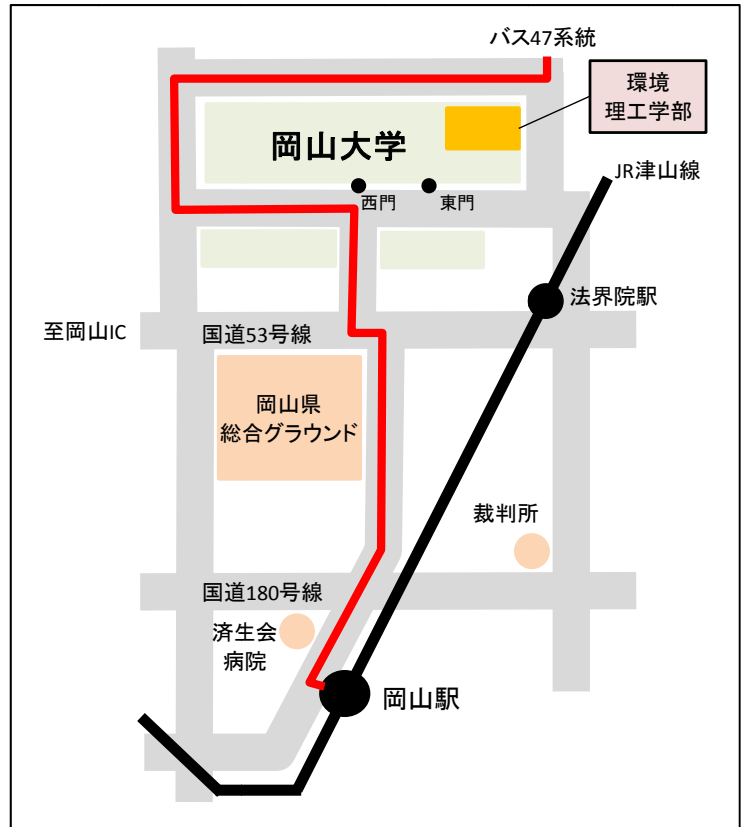 バス47系統
環境
理工学部
岡山大学
JR津山線
西門
東門
法界院駅
至岡山IC
国道53号線
岡山県
総合グラウンド
裁判所
国道180号線
済生会
病院
岡山駅